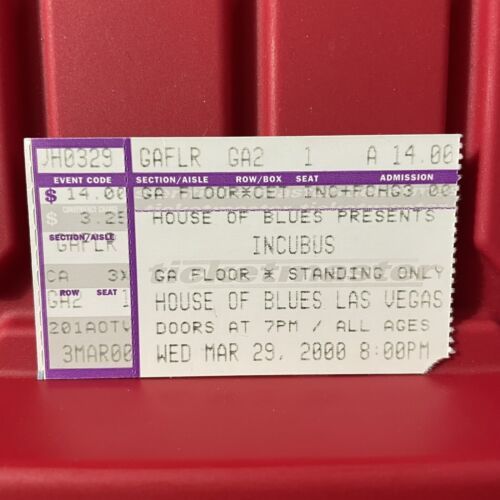 JH0329 GAFLR GA2 1 A 14.00
EVENT CODE SECTION/AISLE ROW/BOX SEAT ADMISSION
$ 14.00 GA FLOOR*CET INC+FCHG3.00
$ 3.25 HOUSE OF BLUES PRESENTS
SECTION/AISLE
GAFLR INCUBUS
CA 3X GA FLOOR * STANDING ONLY
ROW SEAT
GA2 1 HOUSE OF BLUES LAS VEGAS
201AOTV DOORS AT 7PM / ALL AGES
3MAR00 WED MAR 29, 2000 8:00PM